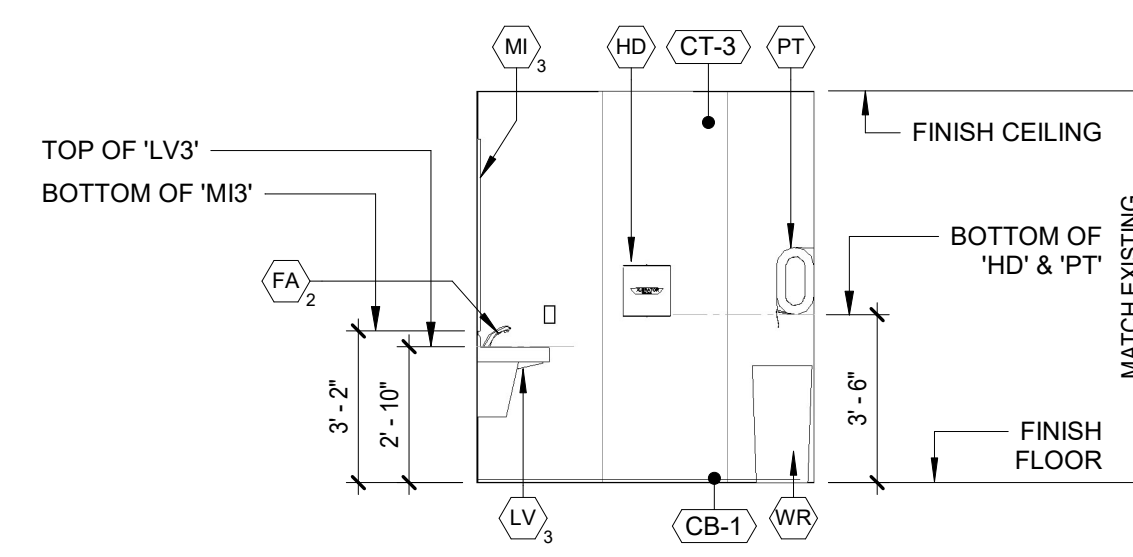 MI
3
HD
CT-3
PT
TOP OF 'LV3'
BOTTOM OF 'MI3'
FINISH CEILING
MATCH EXISTING
BOTTOM OF
'HD' & 'PT'
FA
2
3' - 2"
2' - 10"
3' - 6"
FINISH
FLOOR
LV
3
CB-1
WR